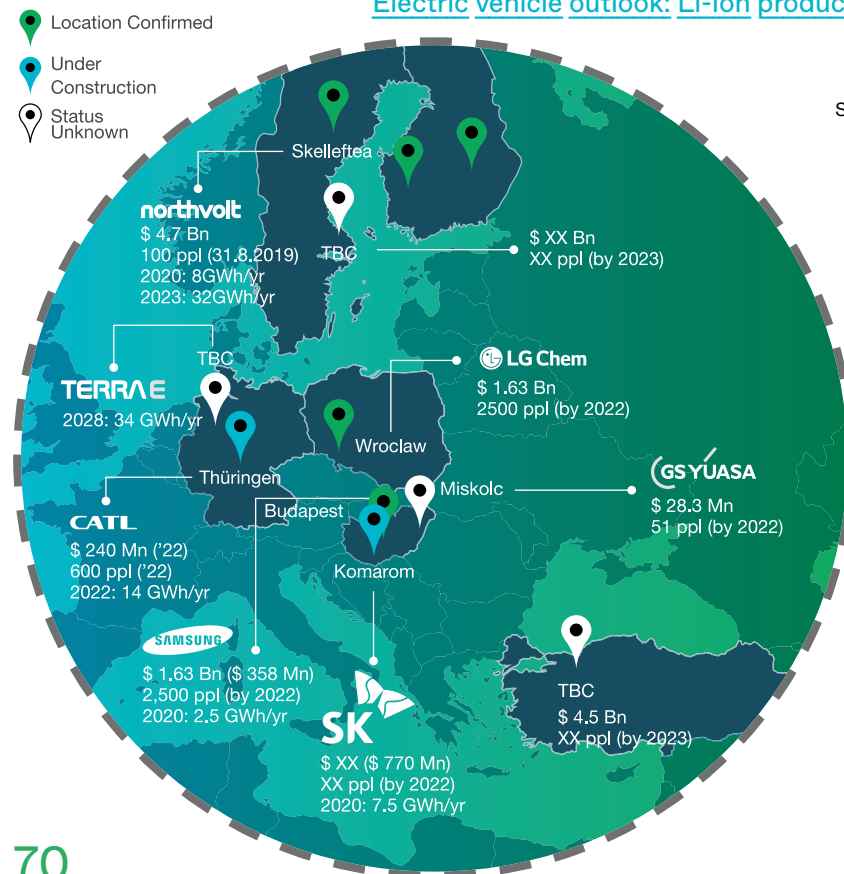 Electric vehicle outlook: Li-Ion produc
Location Confirmed
Under
Construction
Status
Unknown
S
Skelleftea
northvolt
$ 4.7 Bn
100 ppl (31.8.2019)
2020: 8GWh/yr
2023: 32GWh/yr
TBC
$ XX Bn
XX ppl (by 2023)
TBC
TERRA E
2028: 34 GWh/yr
LG Chem
$ 1.63 Bn
2500 ppl (by 2022)
Wroclaw
Thüringen
CATL
$ 240 Mn ('22)
600 ppl ('22)
2022: 14 GWh/yr
Budapest
Miskolc
GS YUASA
$ 28.3 Mn
51 ppl (by 2022)
Komárom
SAMSUNG
$ 1.63 Bn ($ 358 Mn)
2,500 ppl (by 2022)
2020: 2.5 GWh/yr
SK
$ XX ($ 770 Mn)
XX ppl (by 2022)
2020: 7.5 GWh/yr
TBC
$ 4.5 Bn
XX ppl (by 2023)
70